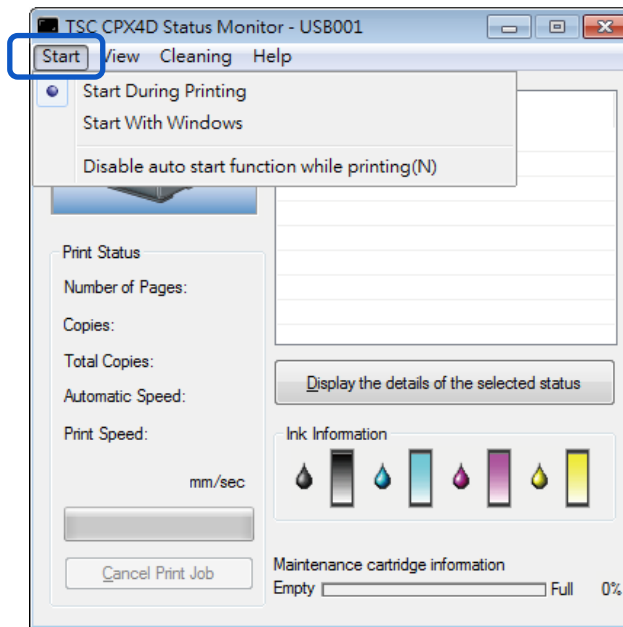 TSC CPX4D Status Monitor - USB001
Start View Cleaning Help
Start During Printing
Start With Windows
Disable auto start function while printing(N)
Print Status
Number of Pages:
Copies:
Total Copies:
Automatic Speed:
Print Speed:
mm/sec
Cancel Print Job
Display the details of the selected status
Ink Information
Maintenance cartridge information
Empty Full 0%